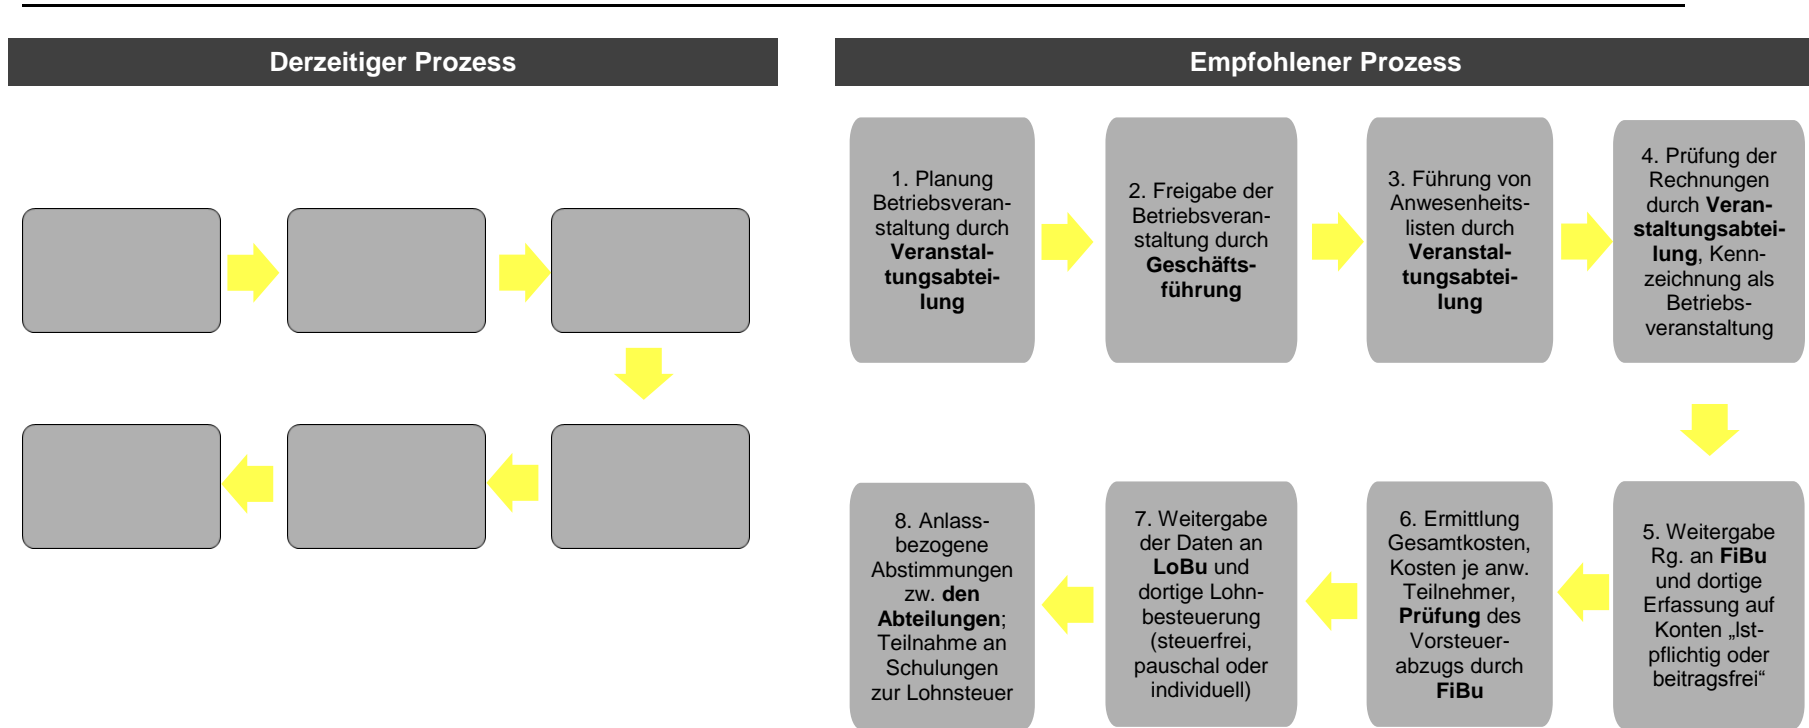 Derzeitiger Prozess
Empfohlener Prozess
1. Planung
Betriebsveran-
staltung durch
Veranstal-
tungsabtei-
lung
2. Freigabe der
Betriebsveran-
staltung durch
Geschäfts-
führung
3. Führung von
Anwesenheits-
listen durch
Veranstal-
tungsabtei-
lung
4. Prüfung der
Rechnungen
durch Veran-
staltungsabtei-
lung, Kenn-
zeichnung als
Betriebs-
veranstaltung
5. Weitergabe
Rg. an FiBu
und dortige
Erfassung auf
Konten „lst-
pflichtig oder
beitragsfrei“
6. Ermittlung
Gesamtkosten,
Kosten je anw.
Teilnehmer,
Prüfung des
Vorsteuer-
abzugs durch
FiBu
7. Weitergabe
der Daten an
LoBu und
dortige Lohn-
besteuerung
(steuerfrei,
pauschal oder
individuell)
8. Anlass-
bezogene
Abstimmungen
zw. den
Abteilungen;
Teilnahme an
Schulungen
zur Lohnsteuer